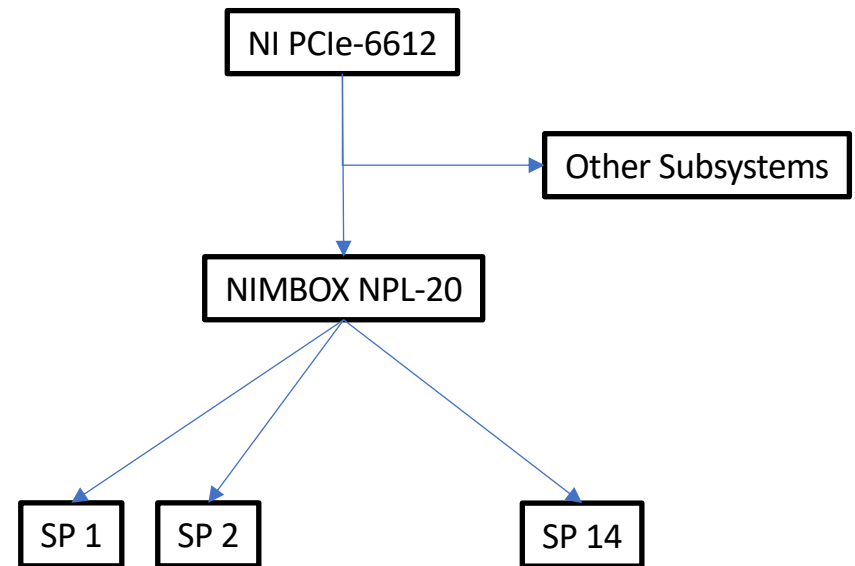 NI PCIe-6612
Other Subsystems
NIMBOX NPL-20
SP 1
SP 2
SP 14